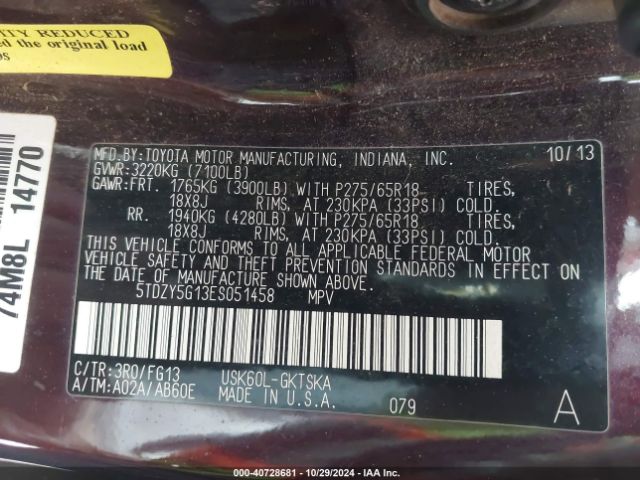 ITY REDUCED
ed the original load
os
74M8L 14770
MFD.BY:TOYOTA MOTOR MANUFACTURING, INDIANA, INC. 10/13
GVWR:3220KG (7100LB)
GAWR:FRT. 1765KG (3900LB) WITH P275/65R18 TIRES,
18X8J RIMS, AT 230KPA (33PSI) COLD.
RR. 1940KG (4280LB) WITH P275/65R18 TIRES,
18X8J RIMS, AT 230KPA (33PSI) COLD.
THIS VEHICLE CONFORMS TO ALL APPLICABLE FEDERAL MOTOR
VEHICLE SAFETY AND THEFT PREVENTION STANDARDS IN EFFECT ON
THE DATE OF MANUFACTURE SHOWN ABOVE.
5TDZY5G13ES051458 MPV
C/TR:3R0/FG13 USK60L-GKTSKA
A/TM:A02A/AB60E MADE IN U.S.A. 079 A
000-40728681 - 10/29/2024 - IAA